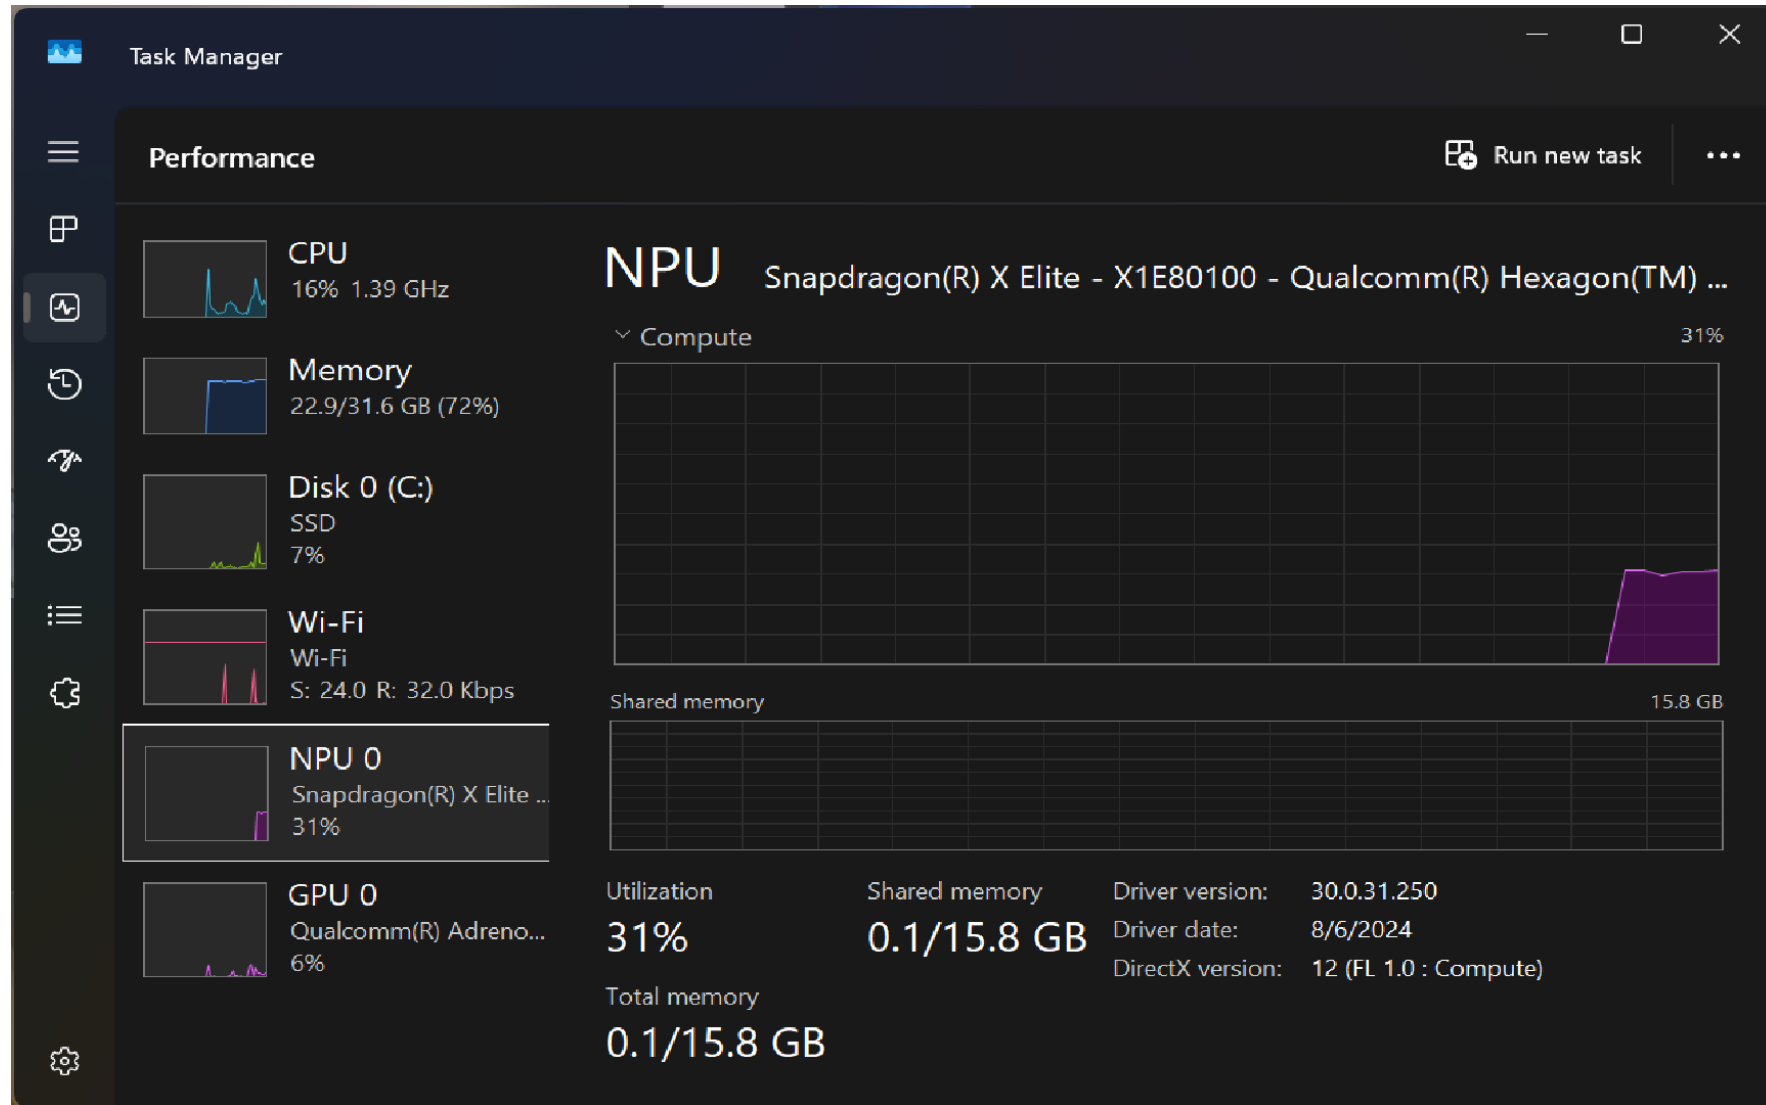 Task Manager
Performance
Run new task
CPU
16% 1.39 GHz
Memory
22.9/31.6 GB (72%)
Disk 0 (C:)
SSD
7%
Wi-Fi
Wi-Fi
S: 24.0 R: 32.0 Kbps
NPU 0
Snapdragon(R) X Elite ...
31%
GPU 0
Qualcomm(R) Adreno...
6%
NPU Snapdragon(R) X Elite - X1E80100 - Qualcomm(R) Hexagon(TM) ...
Compute 31%
Shared memory 15.8 GB
Utilization
31%
Shared memory
0.1/15.8 GB
Total memory
0.1/15.8 GB
Driver version: 30.0.31.250
Driver date: 8/6/2024
DirectX version: 12 (FL 1.0 : Compute)